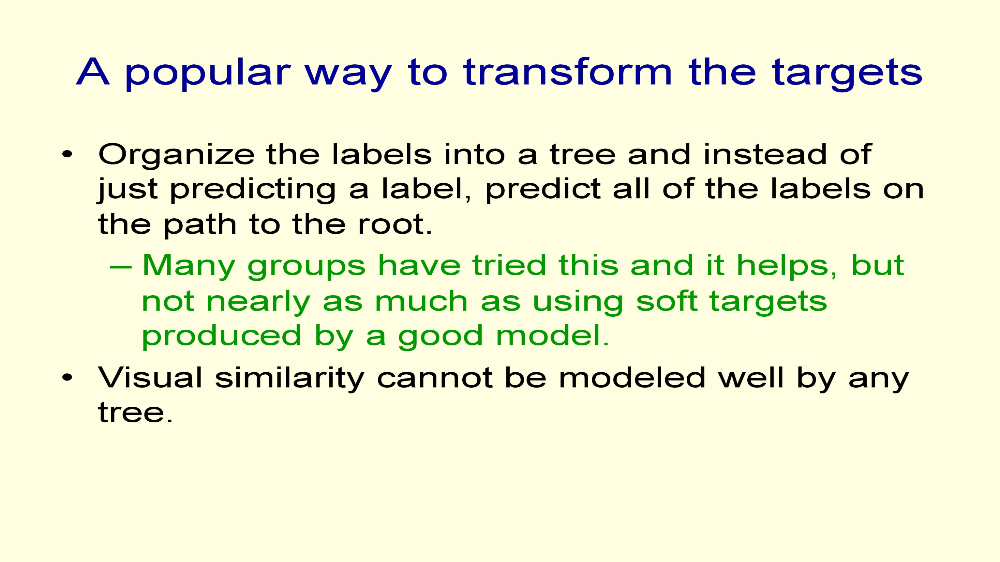 A popular way to transform the targets
• Organize the labels into a tree and instead of
just predicting a label, predict all of the labels on
the path to the root.
– Many groups have tried this and it helps, but
not nearly as much as using soft targets
produced by a good model.
• Visual similarity cannot be modeled well by any
tree.